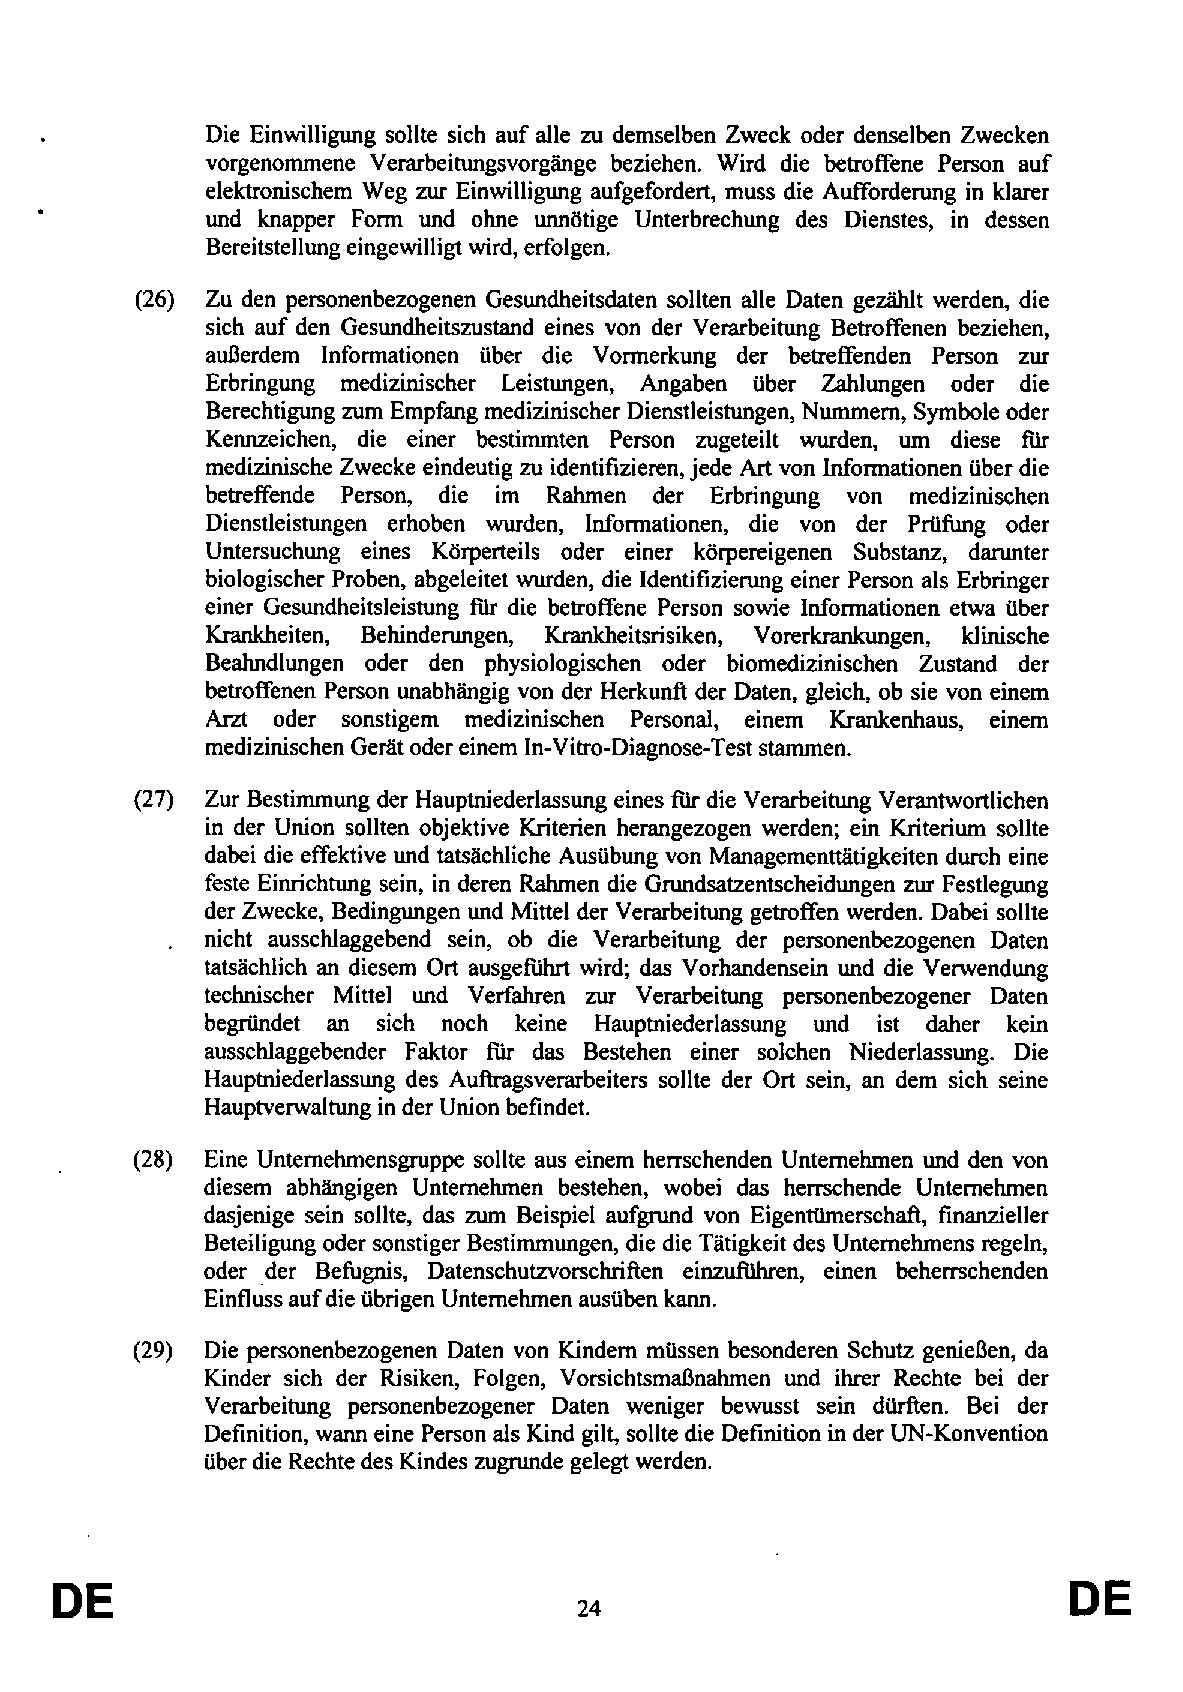 Die Einwilligung sollte sich auf alle zu demselben Zweck oder denselben Zwecken
vorgenommene Verarbeitungsvorgänge beziehen. Wird die betroffene Person auf
elektronischem Weg zur Einwilligung aufgefordert, muss die Aufforderung in klarer
und knapper Form und ohne unnötige Unterbrechung des Dienstes, in dessen
Bereitstellung eingewilligt wird, erfolgen.
(26) Zu den personenbezogenen Gesundheitsdaten sollten alle Daten gezählt werden, die
sich auf den Gesundheitszustand eines von der Verarbeitung Betroffenen beziehen,
außerdem Informationen über die Vormerkung der betreffenden Person zur
Erbringung medizinischer Leistungen, Angaben über Zahlungen oder die
Berechtigung zum Empfang medizinischer Dienstleistungen, Nummern, Symbole oder
Kennzeichen, die einer bestimmten Person zugeteilt wurden, um diese für
medizinische Zwecke eindeutig zu identifizieren, jede Art von Informationen über die
betreffende Person, die im Rahmen der Erbringung von medizinischen
Dienstleistungen erhoben wurden, Informationen, die von der Prüfung oder
Untersuchung eines Körperteils oder einer körpereigenen Substanz, darunter
biologischer Proben, abgeleitet wurden, die Identifizierung einer Person als Erbringer
einer Gesundheitsleistung für die betroffene Person sowie Informationen etwa über
Krankheiten, Behinderungen, Krankheitsrisiken, Vorerkrankungen, klinische
Beahndlungen oder den physiologischen oder biomedizinischen Zustand der
betroffenen Person unabhängig von der Herkunft der Daten, gleich, ob sie von einem
Arzt oder sonstigem medizinischen Personal, einem Krankenhaus, einem
medizinischen Gerät oder einem In-Vitro-Diagnose-Test stammen.
(27) Zur Bestimmung der Hauptniederlassung eines für die Verarbeitung Verantwortlichen
in der Union sollten objektive Kriterien herangezogen werden; ein Kriterium sollte
dabei die effektive und tatsächliche Ausübung von Managementtätigkeiten durch eine
feste Einrichtung sein, in deren Rahmen die Grundsatzentscheidungen zur Festlegung
der Zwecke, Bedingungen und Mittel der Verarbeitung getroffen werden. Dabei sollte
nicht ausschlaggebend sein, ob die Verarbeitung der personenbezogenen Daten
tatsächlich an diesem Ort ausgeführt wird; das Vorhandensein und die Verwendung
technischer Mittel und Verfahren zur Verarbeitung personenbezogener Daten
begründet an sich noch keine Hauptniederlassung und ist daher kein
ausschlaggebender Faktor für das Bestehen einer solchen Niederlassung. Die
Hauptniederlassung des Auftragsverarbeiters sollte der Ort sein, an dem sich seine
Hauptverwaltung in der Union befindet.
(28) Eine Unternehmensgruppe sollte aus einem herrschenden Unternehmen und den von
diesem abhängigen Unternehmen bestehen, wobei das herrschende Unternehmen
dasjenige sein sollte, das zum Beispiel aufgrund von Eigentümerschaft, finanzieller
Beteiligung oder sonstiger Bestimmungen, die die Tätigkeit des Unternehmens regeln,
oder der Befugnis, Datenschutzvorschriften einzuführen, einen beherrschenden
Einfluss auf die übrigen Unternehmen ausüben kann.
(29) Die personenbezogenen Daten von Kindern müssen besonderen Schutz genießen, da
Kinder sich der Risiken, Folgen, Vorsichtsmaßnahmen und ihrer Rechte bei der
Verarbeitung personenbezogener Daten weniger bewusst sein dürften. Bei der
Definition, wann eine Person als Kind gilt, sollte die Definition in der UN-Konvention
über die Rechte des Kindes zugrunde gelegt werden.
DE 24 DE